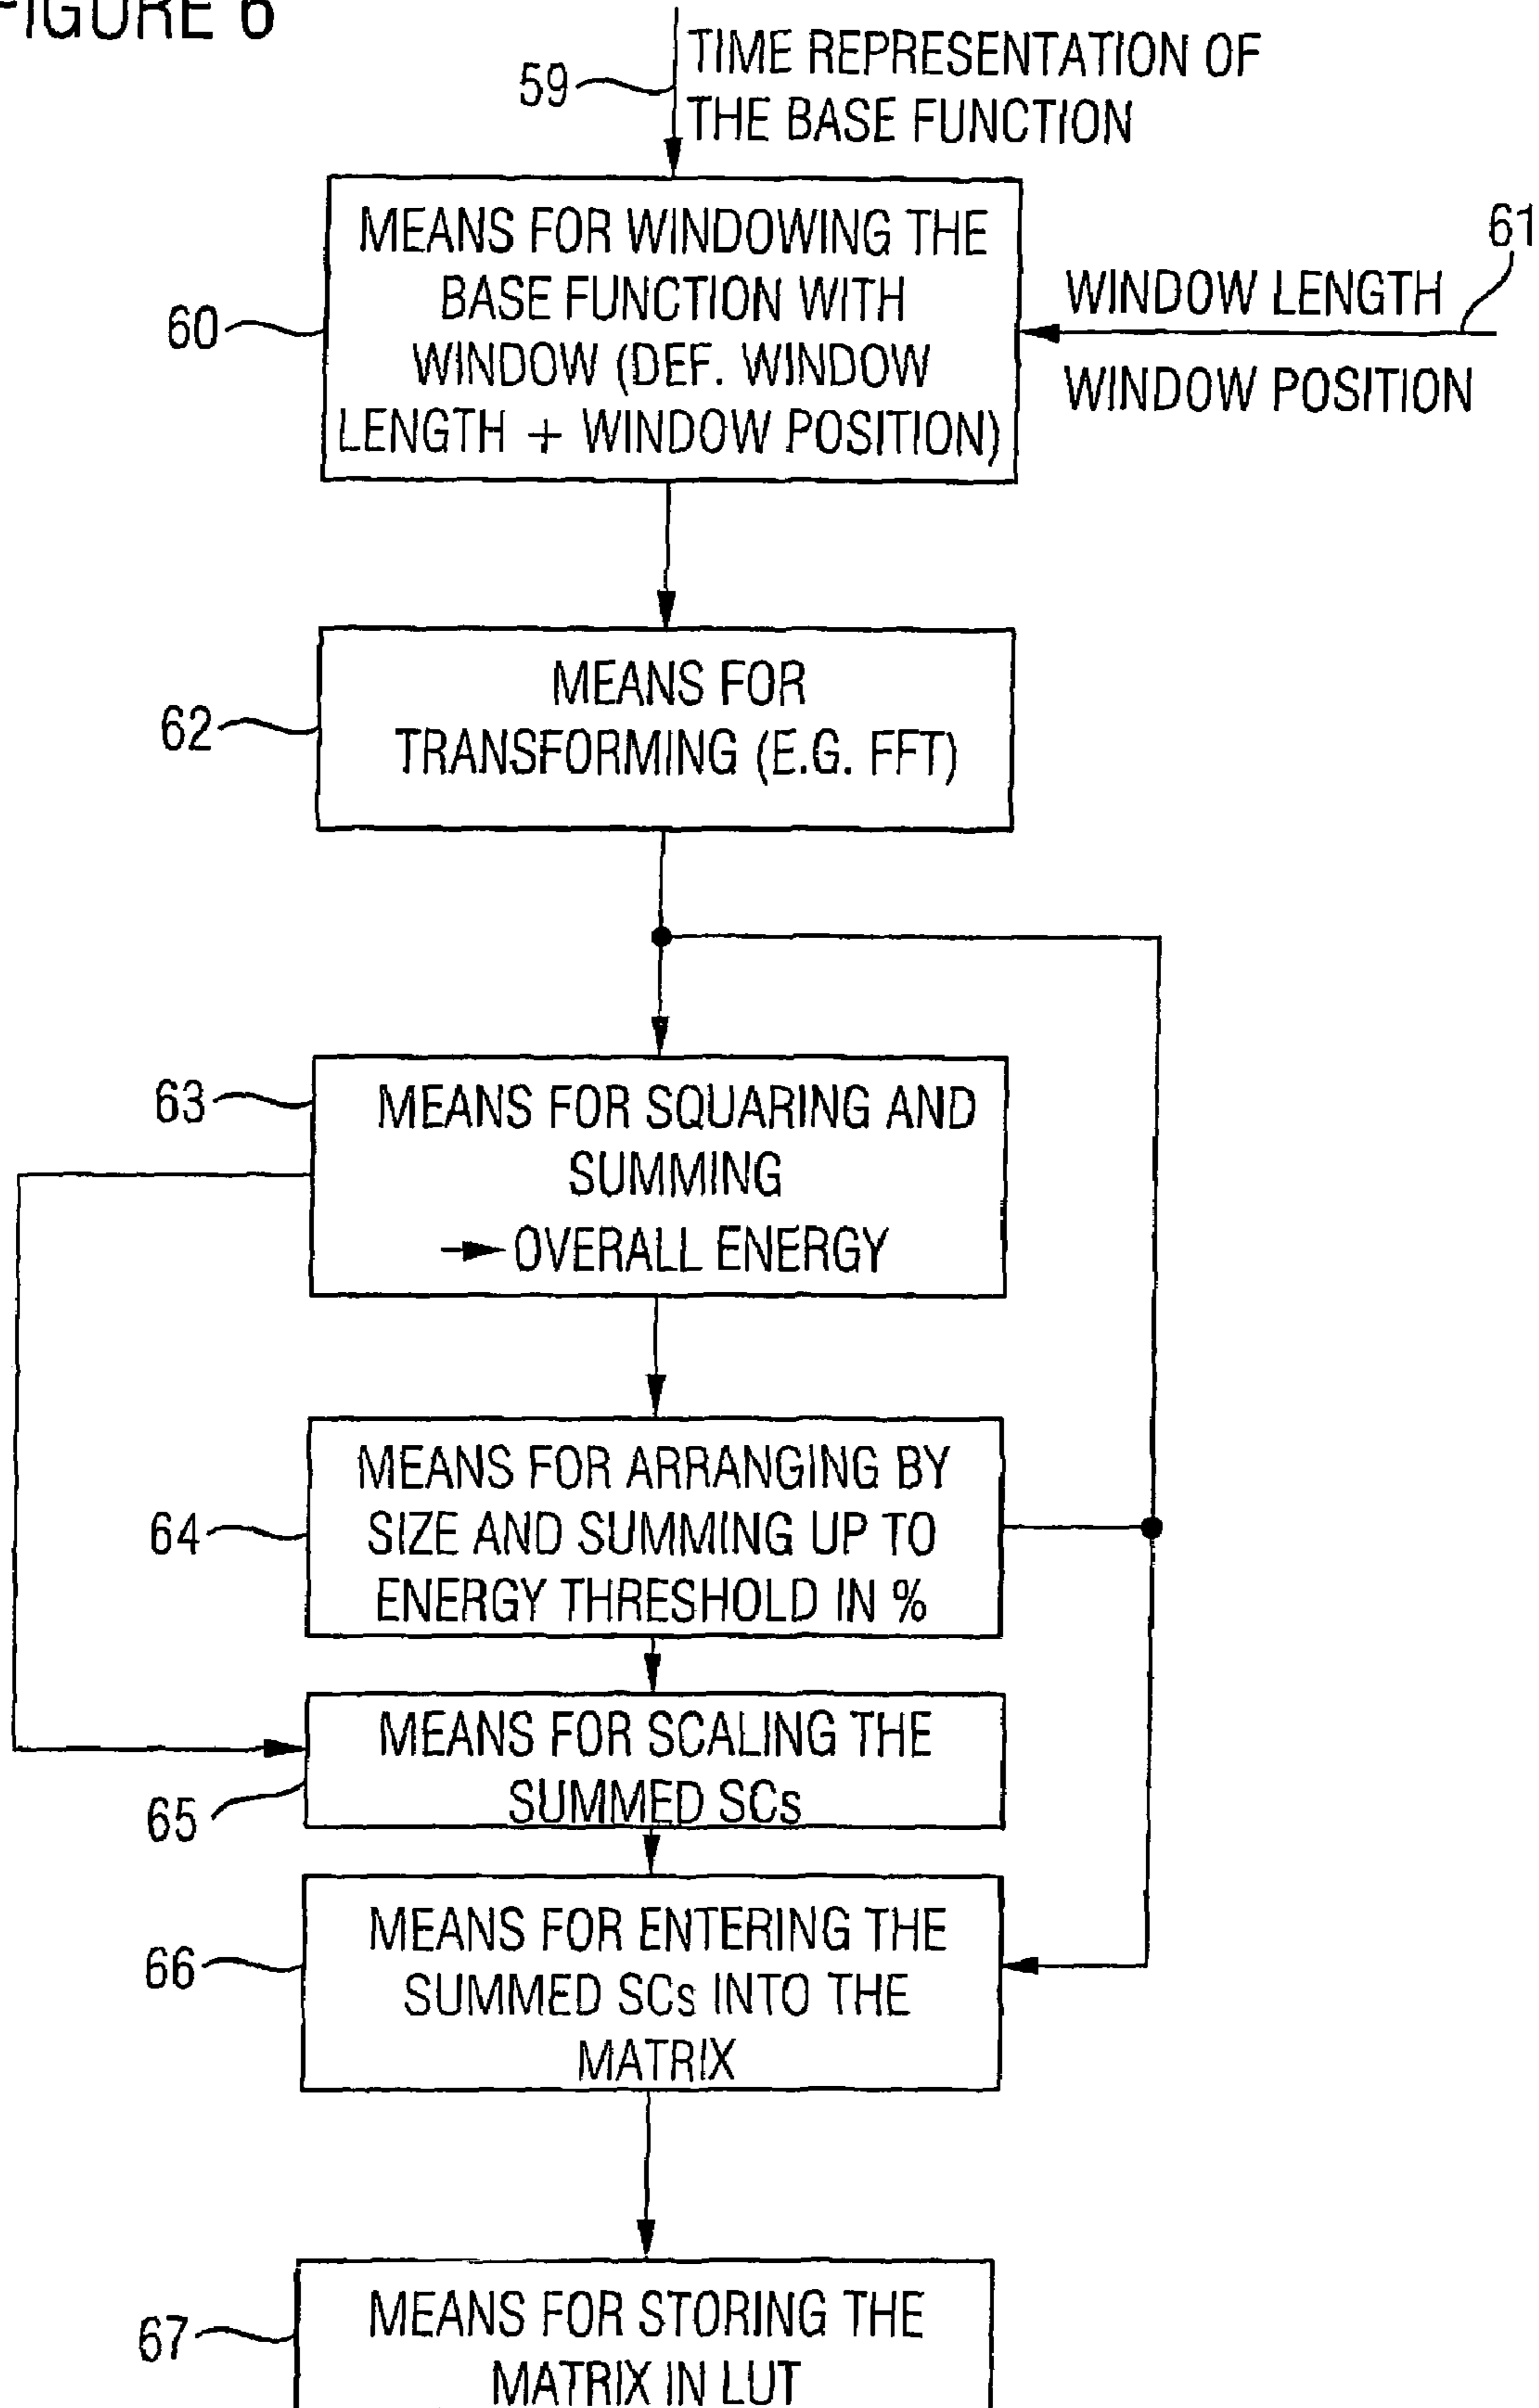 FIGURE 6
TIME REPRESENTATION OF
THE BASE FUNCTION
59
MEANS FOR WINDOWING THE
BASE FUNCTION WITH
WINDOW (DEF. WINDOW
LENGTH + WINDOW POSITION)
60
61
WINDOW LENGTH
WINDOW POSITION
MEANS FOR
TRANSFORMING (E.G. FFT)
62
63
MEANS FOR SQUARING AND
SUMMING
→ OVERALL ENERGY
MEANS FOR ARRANGING BY
SIZE AND SUMMING UP TO
ENERGY THRESHOLD IN %
64
MEANS FOR SCALING THE
SUMMED SCs
65
MEANS FOR ENTERING THE
SUMMED SCs INTO THE
MATRIX
66
MEANS FOR STORING THE
MATRIX IN LUT
67